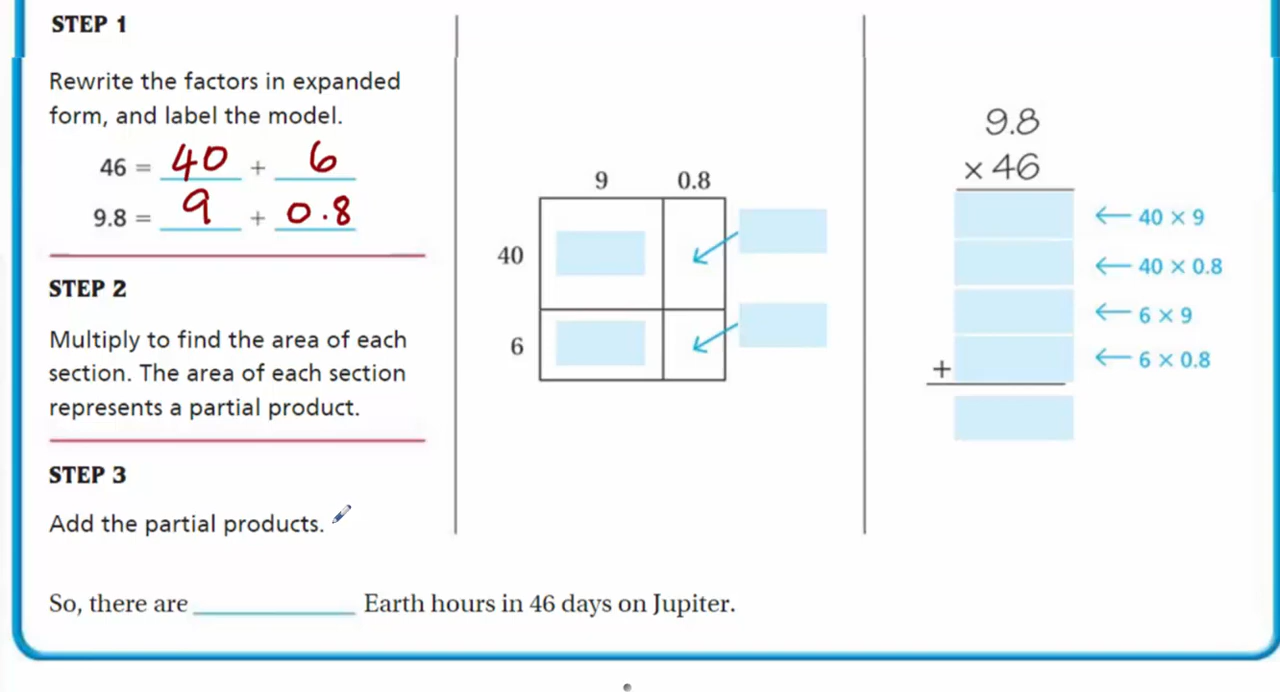 STEP 1
Rewrite the factors in expanded
form, and label the model.
46 = 40 + 6
9.8 = 9 + 0.8
STEP 2
Multiply to find the area of each
section. The area of each section
represents a partial product.
STEP 3
Add the partial products.
9 0.8
40
6
9.8
× 46
← 40 × 9
← 40 × 0.8
← 6 × 9
+ ← 6 × 0.8
So, there are ____________ Earth hours in 46 days on Jupiter.